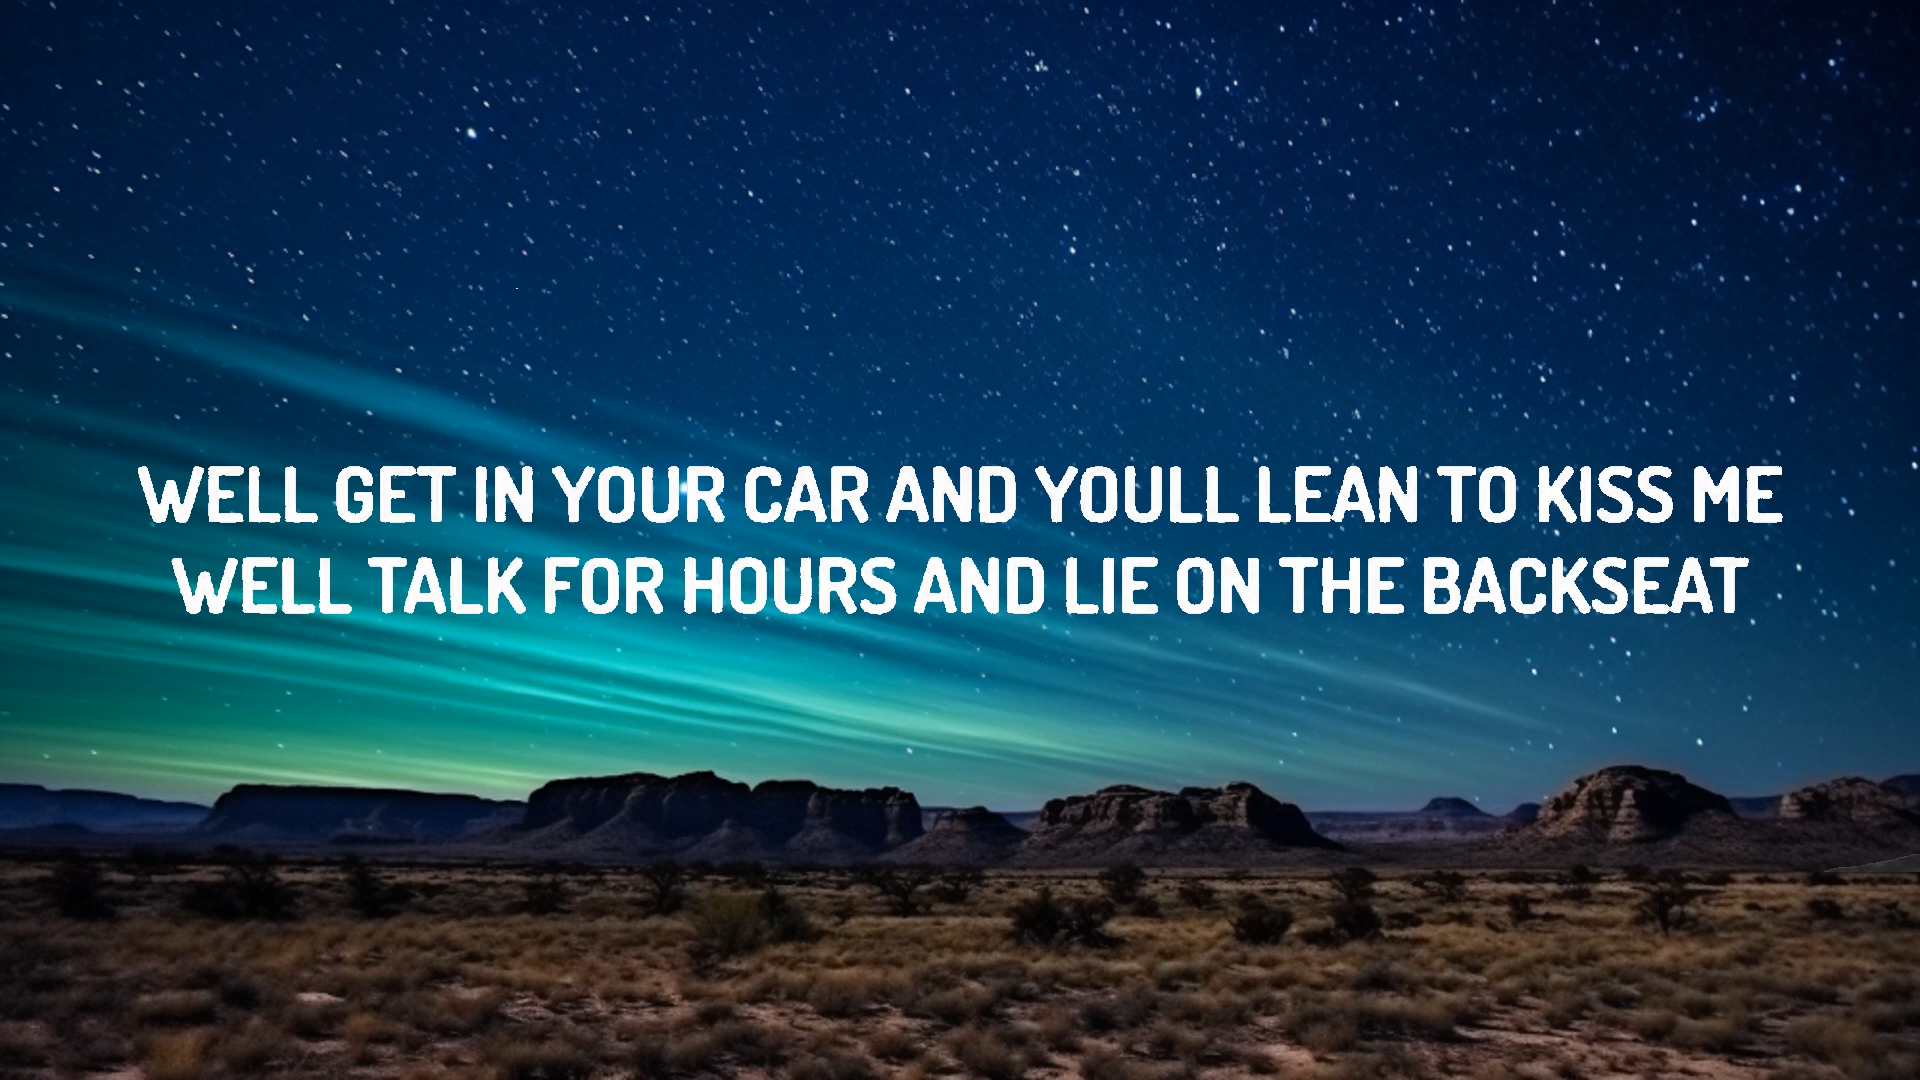 WELL GET IN YOUR CAR AND YOULL LEAN TO KISS ME
WELL TALK FOR HOURS AND LIE ON THE BACKSEAT